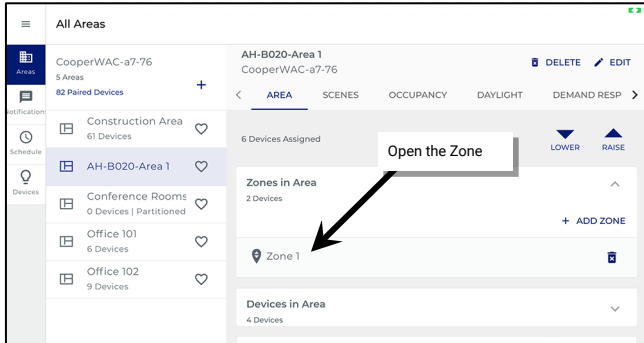 All Areas
Areas
Notifications
Schedule
Devices
CooperWAC-a7-76
5 Areas
82 Paired Devices
+
Construction Area
61 Devices
AH-B020-Area 1
Conference Rooms
0 Devices | Partitioned
Office 101
6 Devices
Office 102
9 Devices
AH-B020-Area 1
CooperWAC-a7-76
DELETE
EDIT
AREA SCENES OCCUPANCY DAYLIGHT DEMAND RESP
6 Devices Assigned
Open the Zone
LOWER RAISE
Zones in Area
2 Devices
+ ADD ZONE
Zone 1
Devices in Area
4 Devices